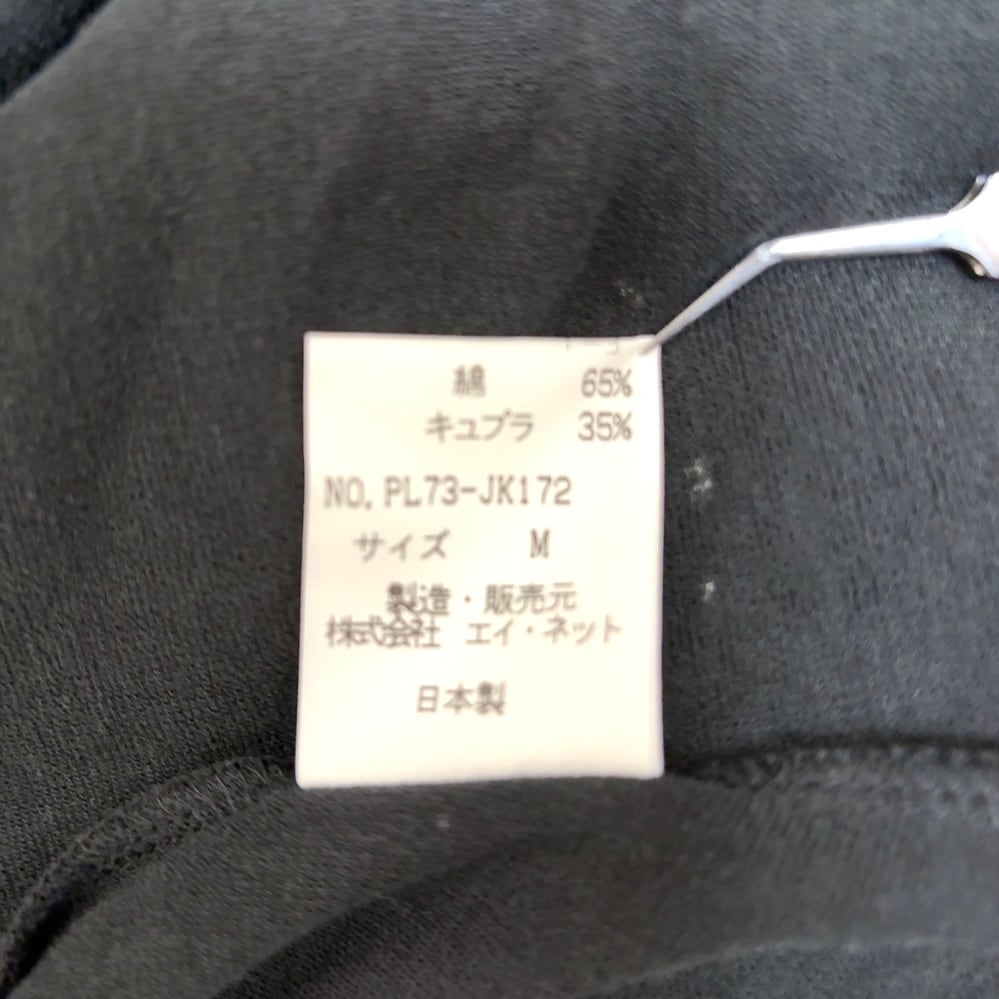 綿 65%
キュプラ 35%
NO.PL73-JK172
サイズ M
製造・販売元
株式会社 エイ・ネット
日本製